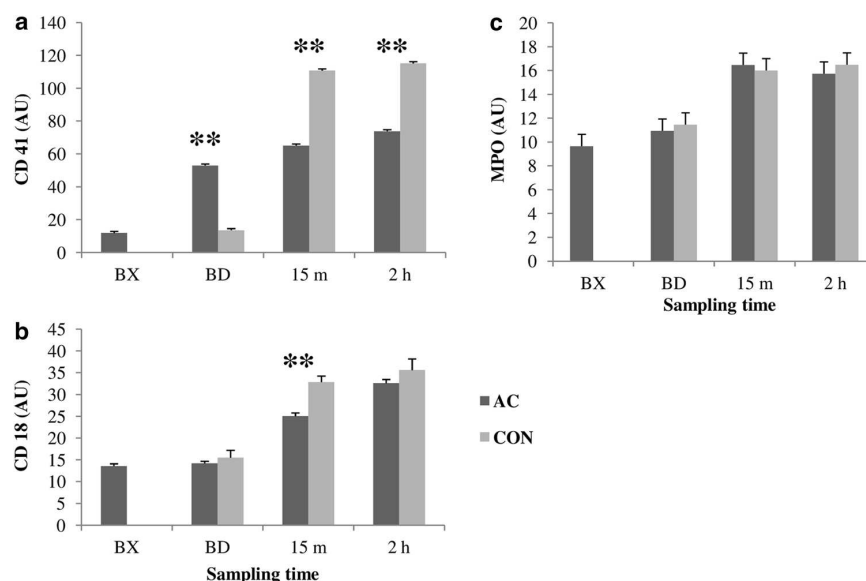 a
CD 41 (AU)
140
120
100
80
60
40
20
0
**
**
**
BX BD 15 m 2 h
b
CD 18 (AU)
45
40
35
30
25
20
15
10
5
0
**
BX BD 15 m 2 h
Sampling time
c
MPO (AU)
20
18
16
14
12
10
8
6
4
2
0
BX BD 15 m 2 h
Sampling time
AC
CON